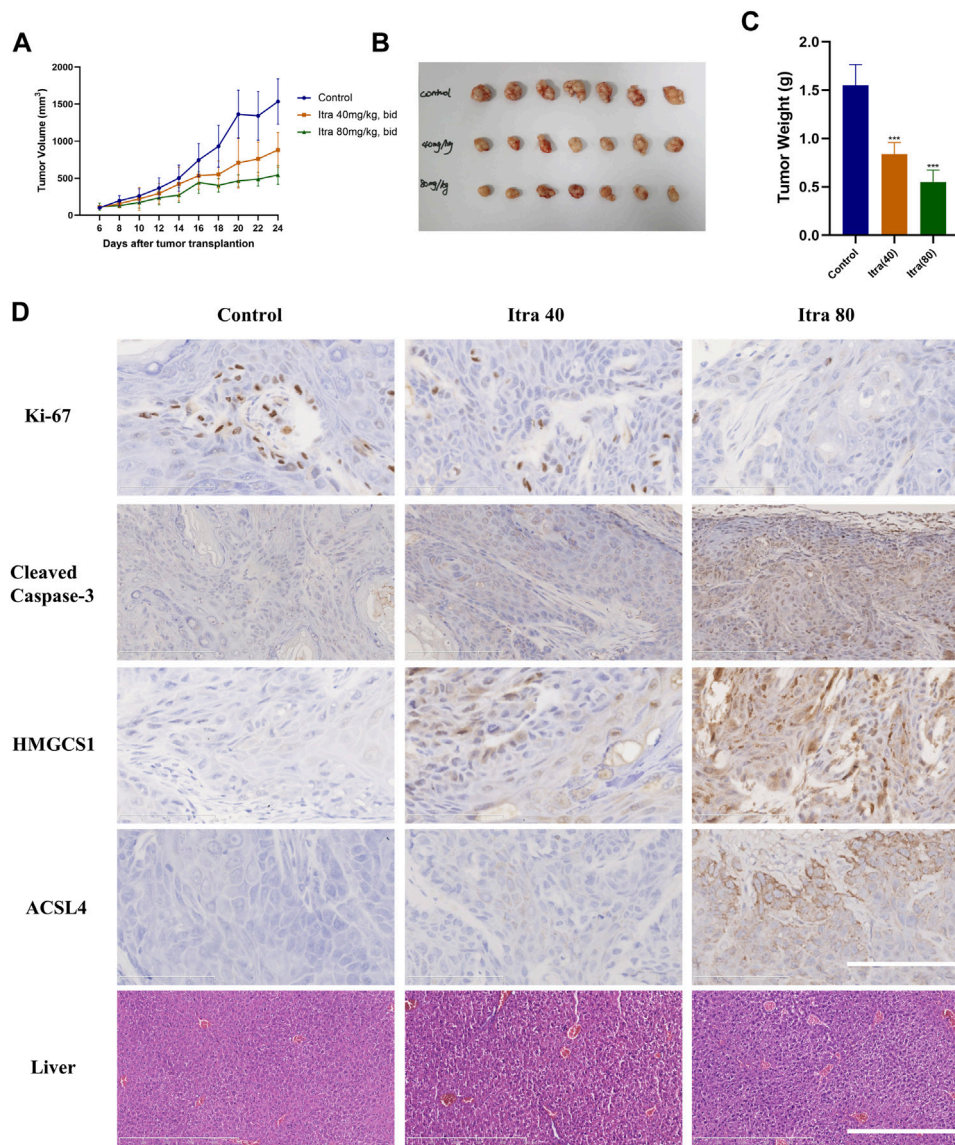 A
Tumor Volume (mm3)
2000
1500
1000
500
0
6 8 10 12 14 16 18 20 22 24
Days after tumor transplantion
Control
Itra 40mg/kg, bid
Itra 80mg/kg, bid
B
control
40mg/kg
80mg/kg
C
Tumor Weight (g)
2.0
1.5
1.0
0.5
0.0
***
***
Control
Itra(40)
Itra(80)
D
Control Itra 40 Itra 80
Ki-67
Cleaved
Caspase-3
HMGCS1
ACSL4
Liver